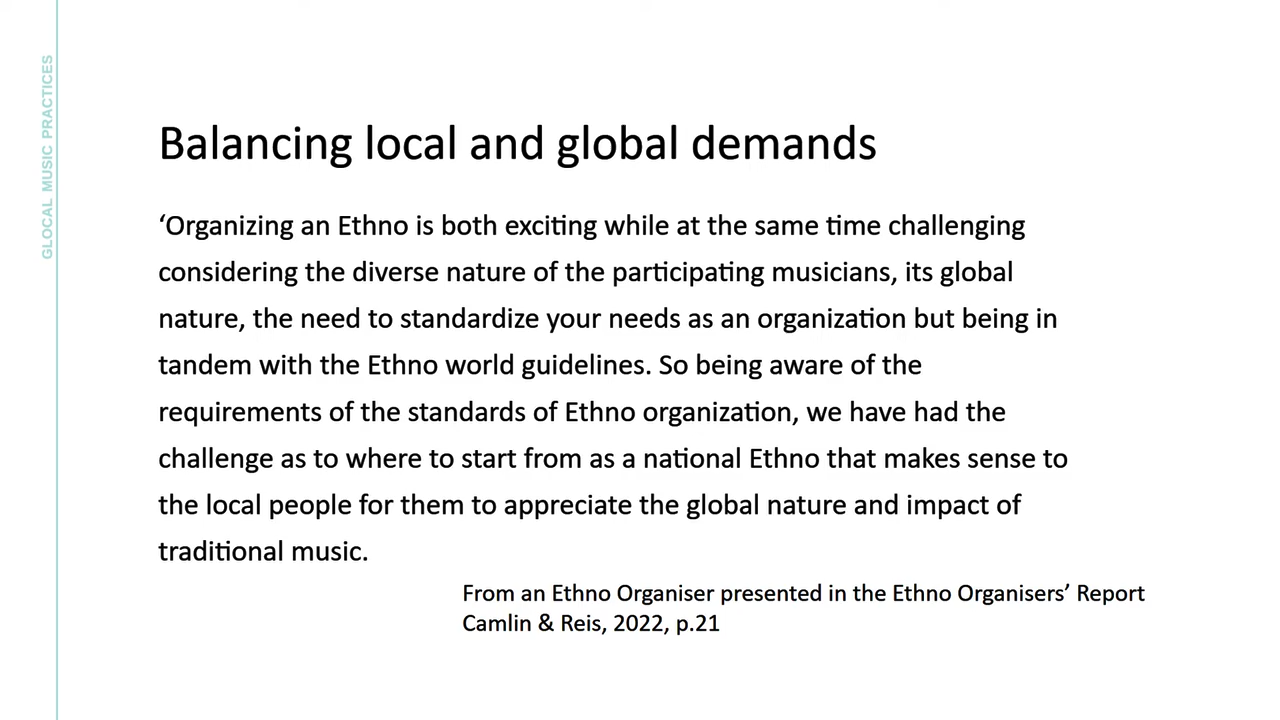 GLOCAL MUSIC PRACTICES
Balancing local and global demands
‘Organizing an Ethno is both exciting while at the same time challenging
considering the diverse nature of the participating musicians, its global
nature, the need to standardize your needs as an organization but being in
tandem with the Ethno world guidelines. So being aware of the
requirements of the standards of Ethno organization, we have had the
challenge as to where to start from as a national Ethno that makes sense to
the local people for them to appreciate the global nature and impact of
traditional music.
From an Ethno Organiser presented in the Ethno Organisers’ Report
Camlin & Reis, 2022, p.21